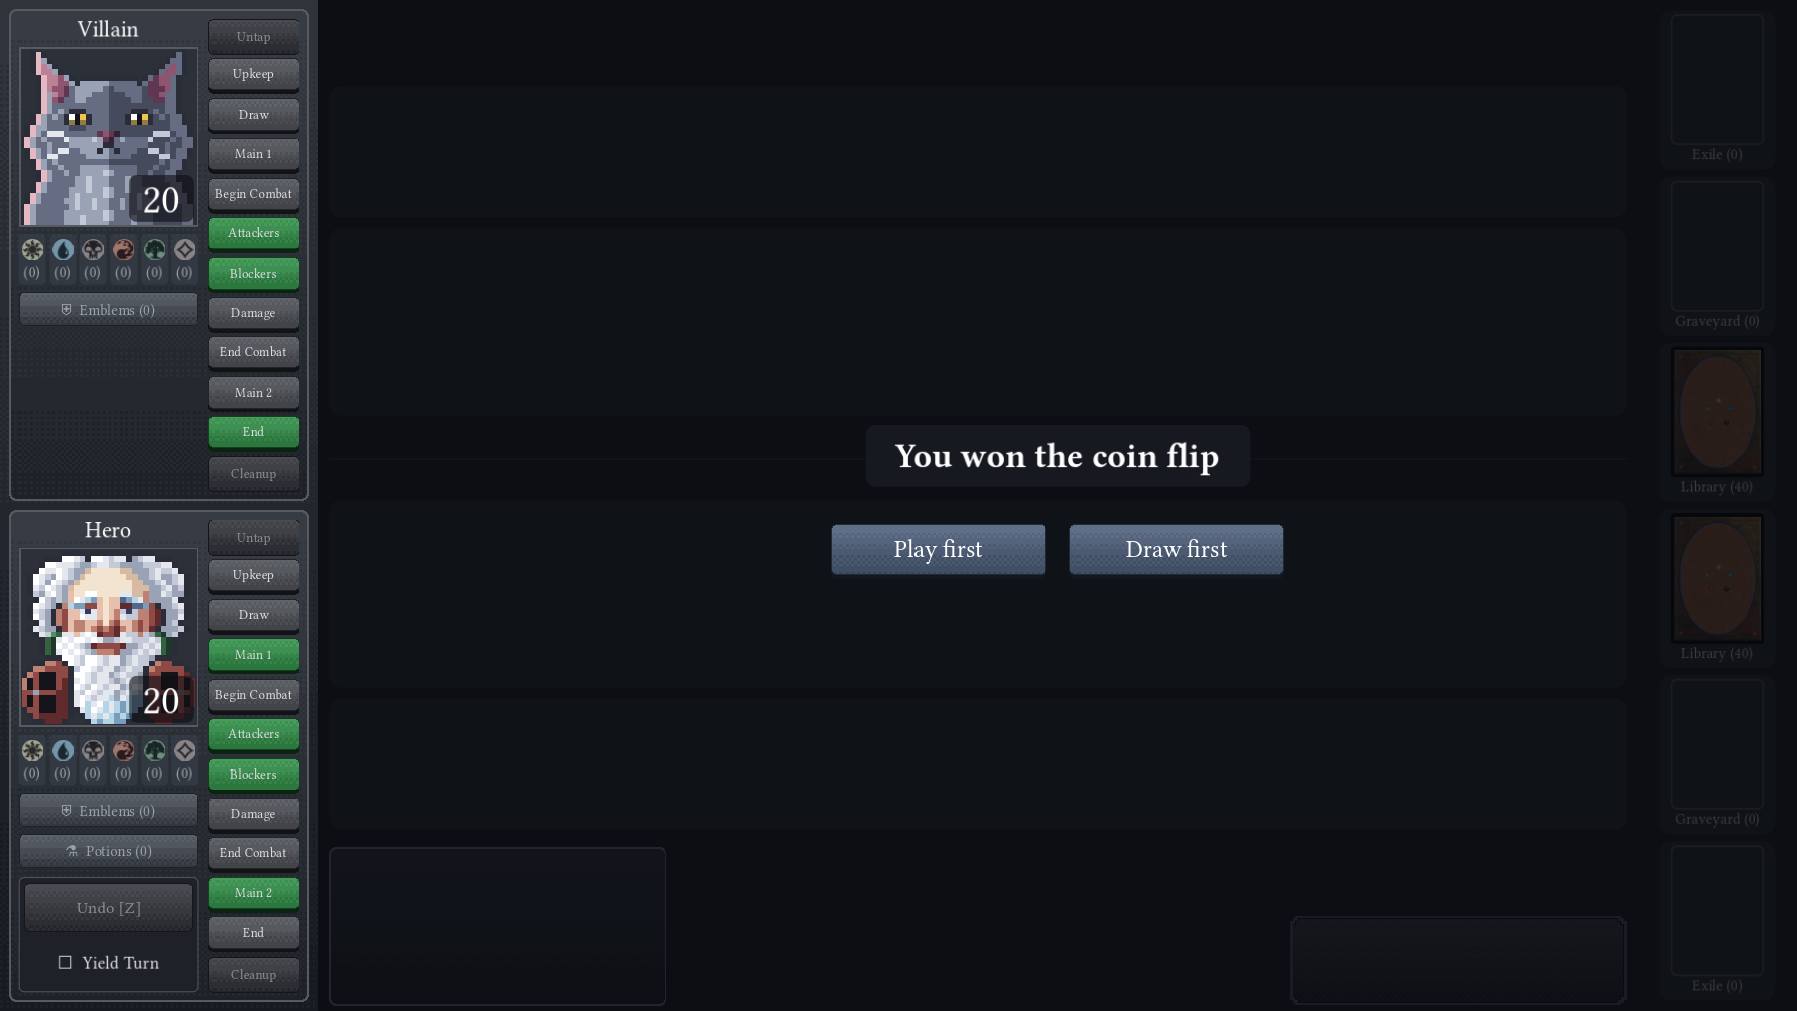 Villain
20
(0) (0) (0) (0) (0) (0)
⛨ Emblems (0)
Untap
Upkeep
Draw
Main 1
Begin Combat
Attackers
Blockers
Damage
End Combat
Main 2
End
Cleanup
Hero
20
(0) (0) (0) (0) (0) (0)
⛨ Emblems (0)
⚗ Potions (0)
Undo [Z]
☐ Yield Turn
Untap
Upkeep
Draw
Main 1
Begin Combat
Attackers
Blockers
Damage
End Combat
Main 2
End
Cleanup
You won the coin flip
Play first
Draw first
Exile (0)
Graveyard (0)
Library (40)
Library (40)
Graveyard (0)
Exile (0)